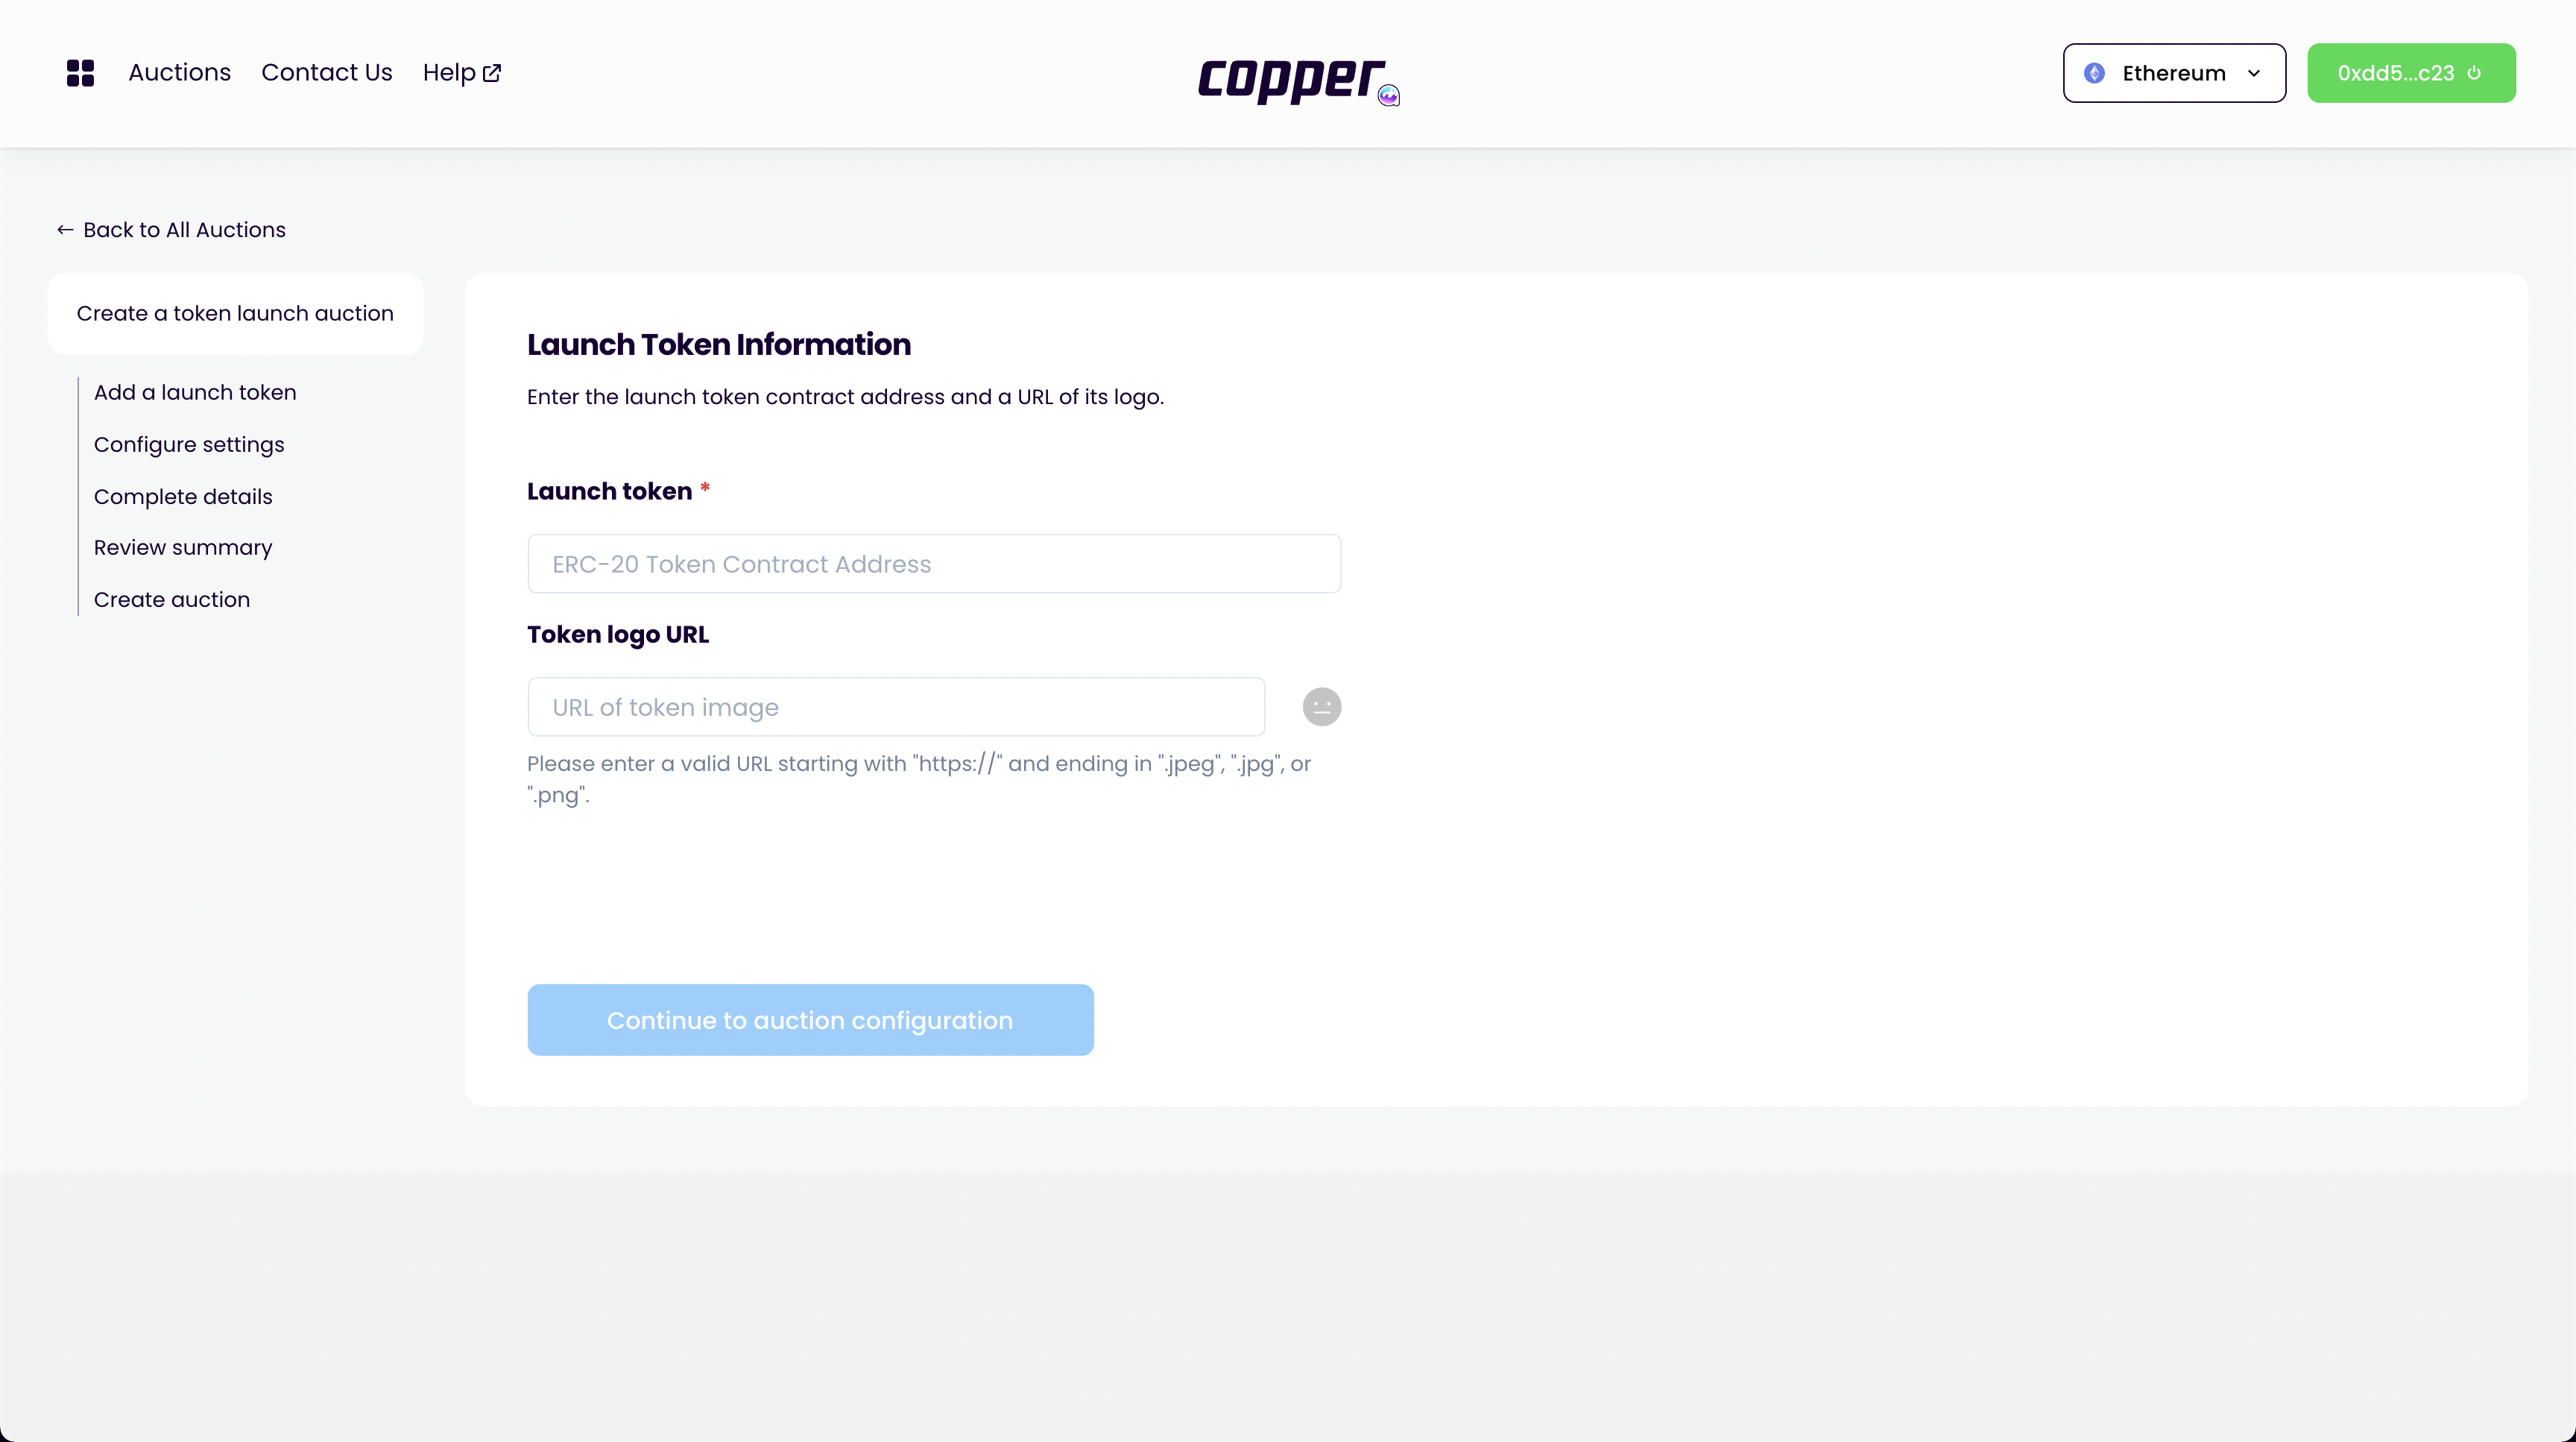 Auctions Contact Us Help
copper
Ethereum
0xdd5...c23
Back to All Auctions
Create a token launch auction
Add a launch token
Configure settings
Complete details
Review summary
Create auction
Launch Token Information
Enter the launch token contract address and a URL of its logo.
Launch token *
ERC-20 Token Contract Address
Token logo URL
URL of token image
Please enter a valid URL starting with "https://" and ending in ".jpeg", ".jpg", or
".png".
Continue to auction configuration